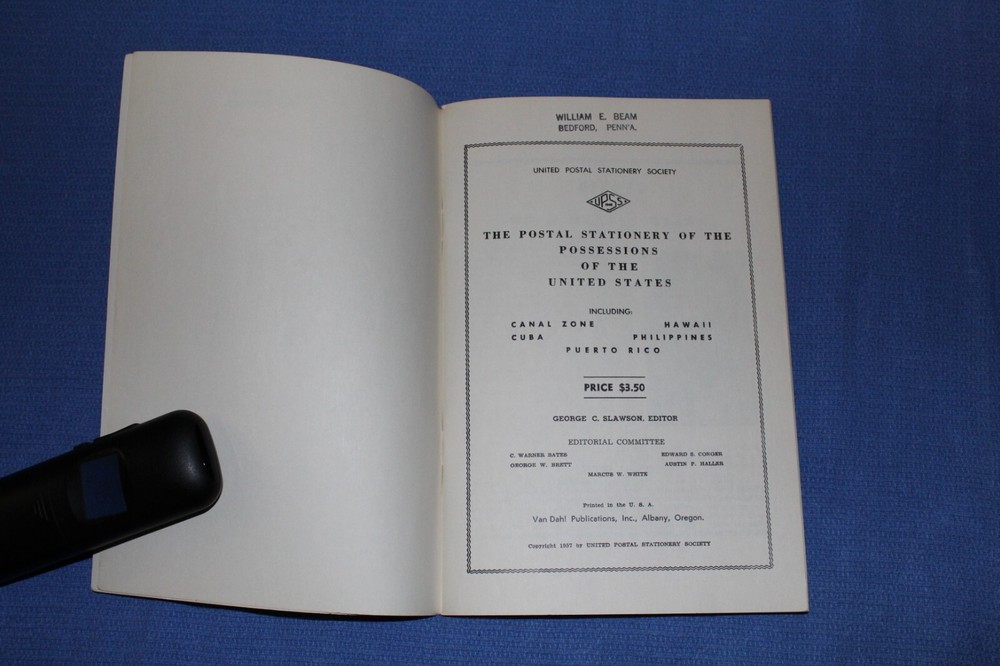 WILLIAM E. BEAM
BEDFORD, PENN'A.
UNITED POSTAL STATIONERY SOCIETY
UPSS
THE POSTAL STATIONERY OF THE
POSSESSIONS
OF THE
UNITED STATES
INCLUDING:
CANAL ZONE HAWAII
CUBA PHILIPPINES
PUERTO RICO
PRICE $3.50
GEORGE C. SLAWSON, EDITOR
EDITORIAL COMMITTEE
C. WARNER BATES EDWARD S. CONGER
GEORGE W. BRETT AUSTIN P. HALLER
MARCUS W. WHITE
Printed in the U. S. A.
Van Dahl Publications, Inc., Albany, Oregon.
Copyright 1957 by UNITED POSTAL STATIONERY SOCIETY